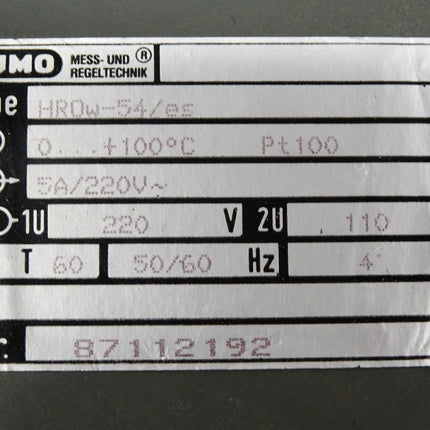 UMO MESS- UND ®
REGELTECHNIK
HROw-54/es
0...+100°C Pt100
5A/220V~
1U 220 V 2U 110
T 60 50/60 Hz 4
87112192